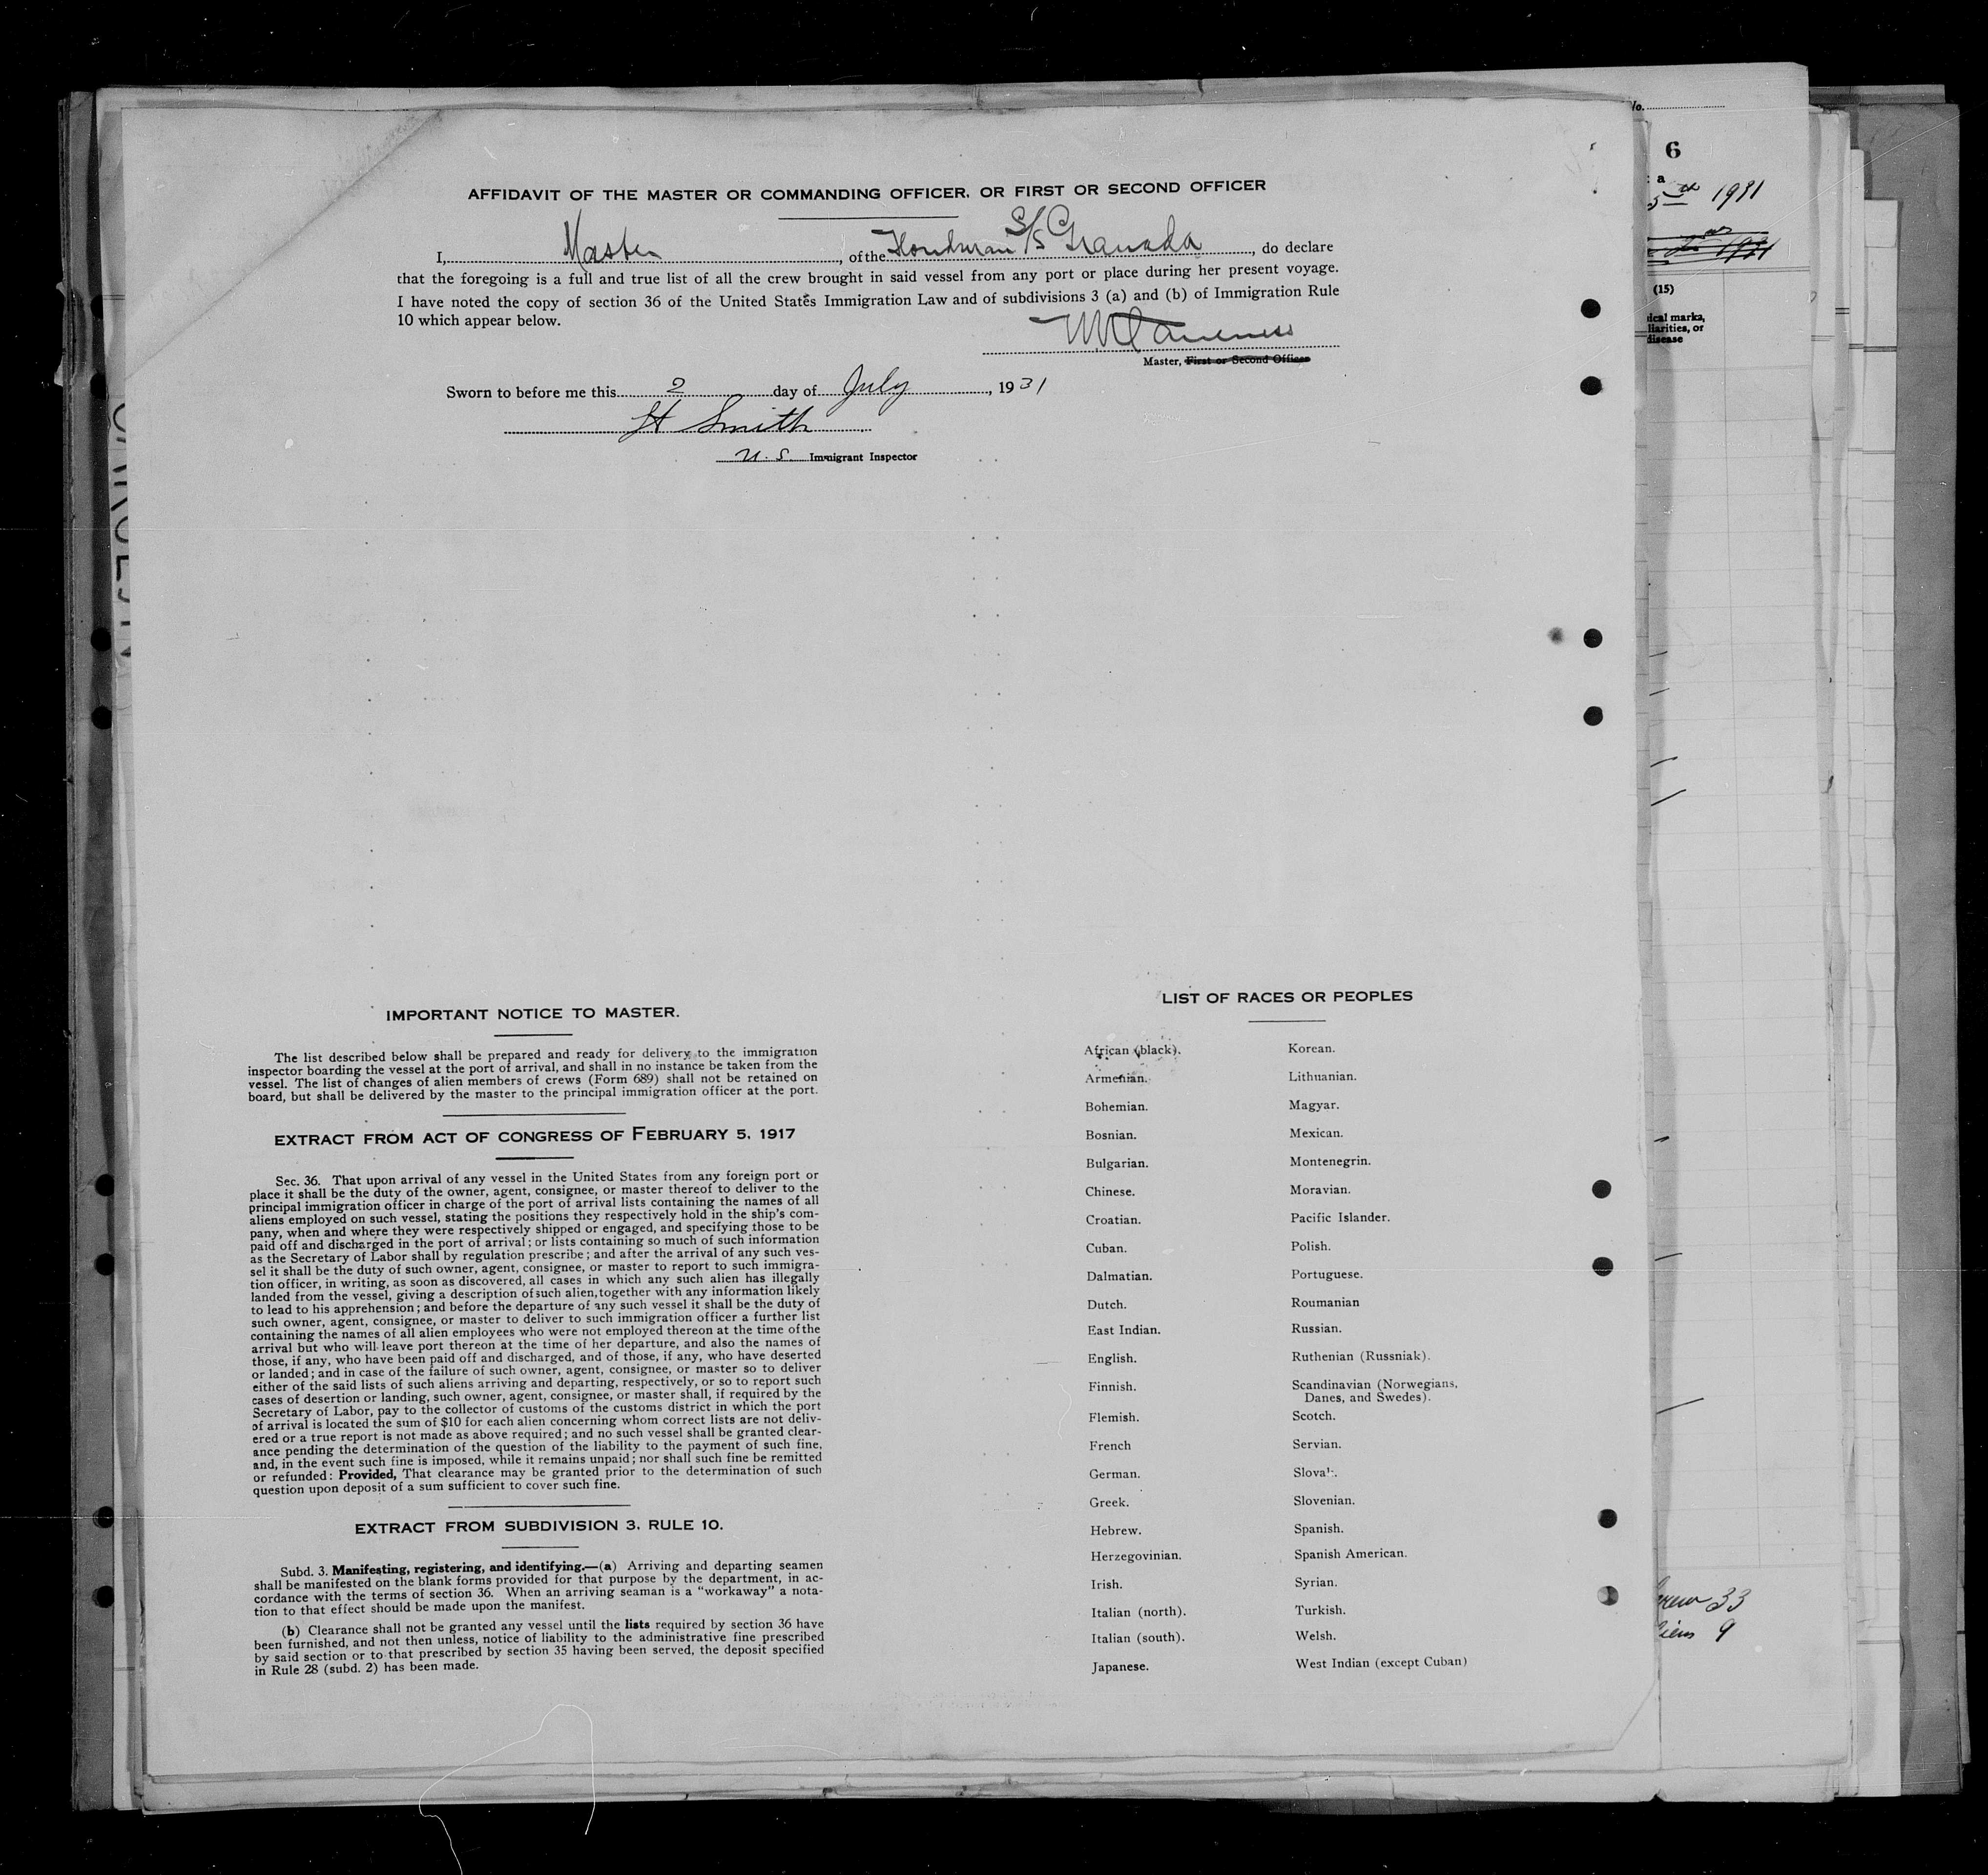 AFFIDAVIT OF THE MASTER OR COMMANDING OFFICER, OR FIRST OR SECOND OFFICER
I, Master, of the Honduran S/S Granada, do declare
that the foregoing is a full and true list of all the crew brought in said vessel from any port or place during her present voyage.
I have noted the copy of section 36 of the United States Immigration Law and of subdivisions 3 (a) and (b) of Immigration Rule
10 which appear below.
Master, First or Second Officer
Sworn to before me this 2 day of July, 1931
H Smith
U.S. Immigrant Inspector
IMPORTANT NOTICE TO MASTER.
The list described below shall be prepared and ready for delivery to the immigration
inspector boarding the vessel at the port of arrival, and shall in no instance be taken from the
vessel. The list of changes of alien members of crews (Form 689) shall not be retained on
board, but shall be delivered by the master to the principal immigration officer at the port.
EXTRACT FROM ACT OF CONGRESS OF FEBRUARY 5, 1917
Sec. 36. That upon arrival of any vessel in the United States from any foreign port or
place it shall be the duty of the owner, agent, consignee, or master thereof to deliver to the
principal immigration officer in charge of the port of arrival lists containing the names of all
aliens employed on such vessel, stating the positions they respectively hold in the ship's com-
pany, when and where they were respectively shipped or engaged, and specifying those to be
paid off and discharged in the port of arrival; or lists containing so much of such information
as the Secretary of Labor shall by regulation prescribe; and after the arrival of any such ves-
sel it shall be the duty of such owner, agent, consignee, or master to report to such immigra-
tion officer, in writing, as soon as discovered, all cases in which any such alien has illegally
landed from the vessel, giving a description of such alien, together with any information likely
to lead to his apprehension; and before the departure of any such vessel it shall be the duty of
such owner, agent, consignee, or master to deliver to such immigration officer a further list
containing the names of all alien employees who were not employed thereon at the time of the
arrival but who will leave port thereon at the time of her departure, and also the names of
those, if any, who have been paid off and discharged, and of those, if any, who have deserted
or landed; and in case of the failure of such owner, agent, consignee, or master so to deliver
either of the said lists of such aliens arriving and departing, respectively, or so to report such
cases of desertion or landing, such owner, agent, consignee, or master shall, if required by the
Secretary of Labor, pay to the collector of customs of the customs district in which the port
of arrival is located the sum of $10 for each alien concerning whom correct lists are not deliv-
ered or a true report is not made as above required; and no such vessel shall be granted clear-
ance pending the determination of the question of the liability to the payment of such fine,
and, in the event such fine is imposed, while it remains unpaid; nor shall such fine be remitted
or refunded: Provided, That clearance may be granted prior to the determination of such
question upon deposit of a sum sufficient to cover such fine.
EXTRACT FROM SUBDIVISION 3, RULE 10.
Subd. 3. Manifesting, registering, and identifying.—(a) Arriving and departing seamen
shall be manifested on the blank forms provided for that purpose by the department, in ac-
cordance with the terms of section 36. When an arriving seaman is a "workaway" a nota-
tion to that effect should be made upon the manifest.
(b) Clearance shall not be granted any vessel until the lists required by section 36 have
been furnished, and not then unless, notice of liability to the administrative fine prescribed
by said section or to that prescribed by section 35 having been served, the deposit specified
in Rule 28 (subd. 2) has been made.
LIST OF RACES OR PEOPLES
African (black). Korean.
Armenian. Lithuanian.
Bohemian. Magyar.
Bosnian. Mexican.
Bulgarian. Montenegrin.
Chinese. Moravian.
Croatian. Pacific Islander.
Cuban. Polish.
Dalmatian. Portuguese.
Dutch. Roumanian
East Indian. Russian.
English. Ruthenian (Russniak).
Finnish. Scandinavian (Norwegians,
Danes, and Swedes).
Flemish. Scotch.
French Servian.
German. Slovak.
Greek. Slovenian.
Hebrew. Spanish.
Herzegovinian. Spanish American.
Irish. Syrian.
Italian (north). Turkish.
Italian (south). Welsh.
Japanese. West Indian (except Cuban)
No.
6
1931
(15)
ical marks,
liarities, or
disease
crew 33
liens 9